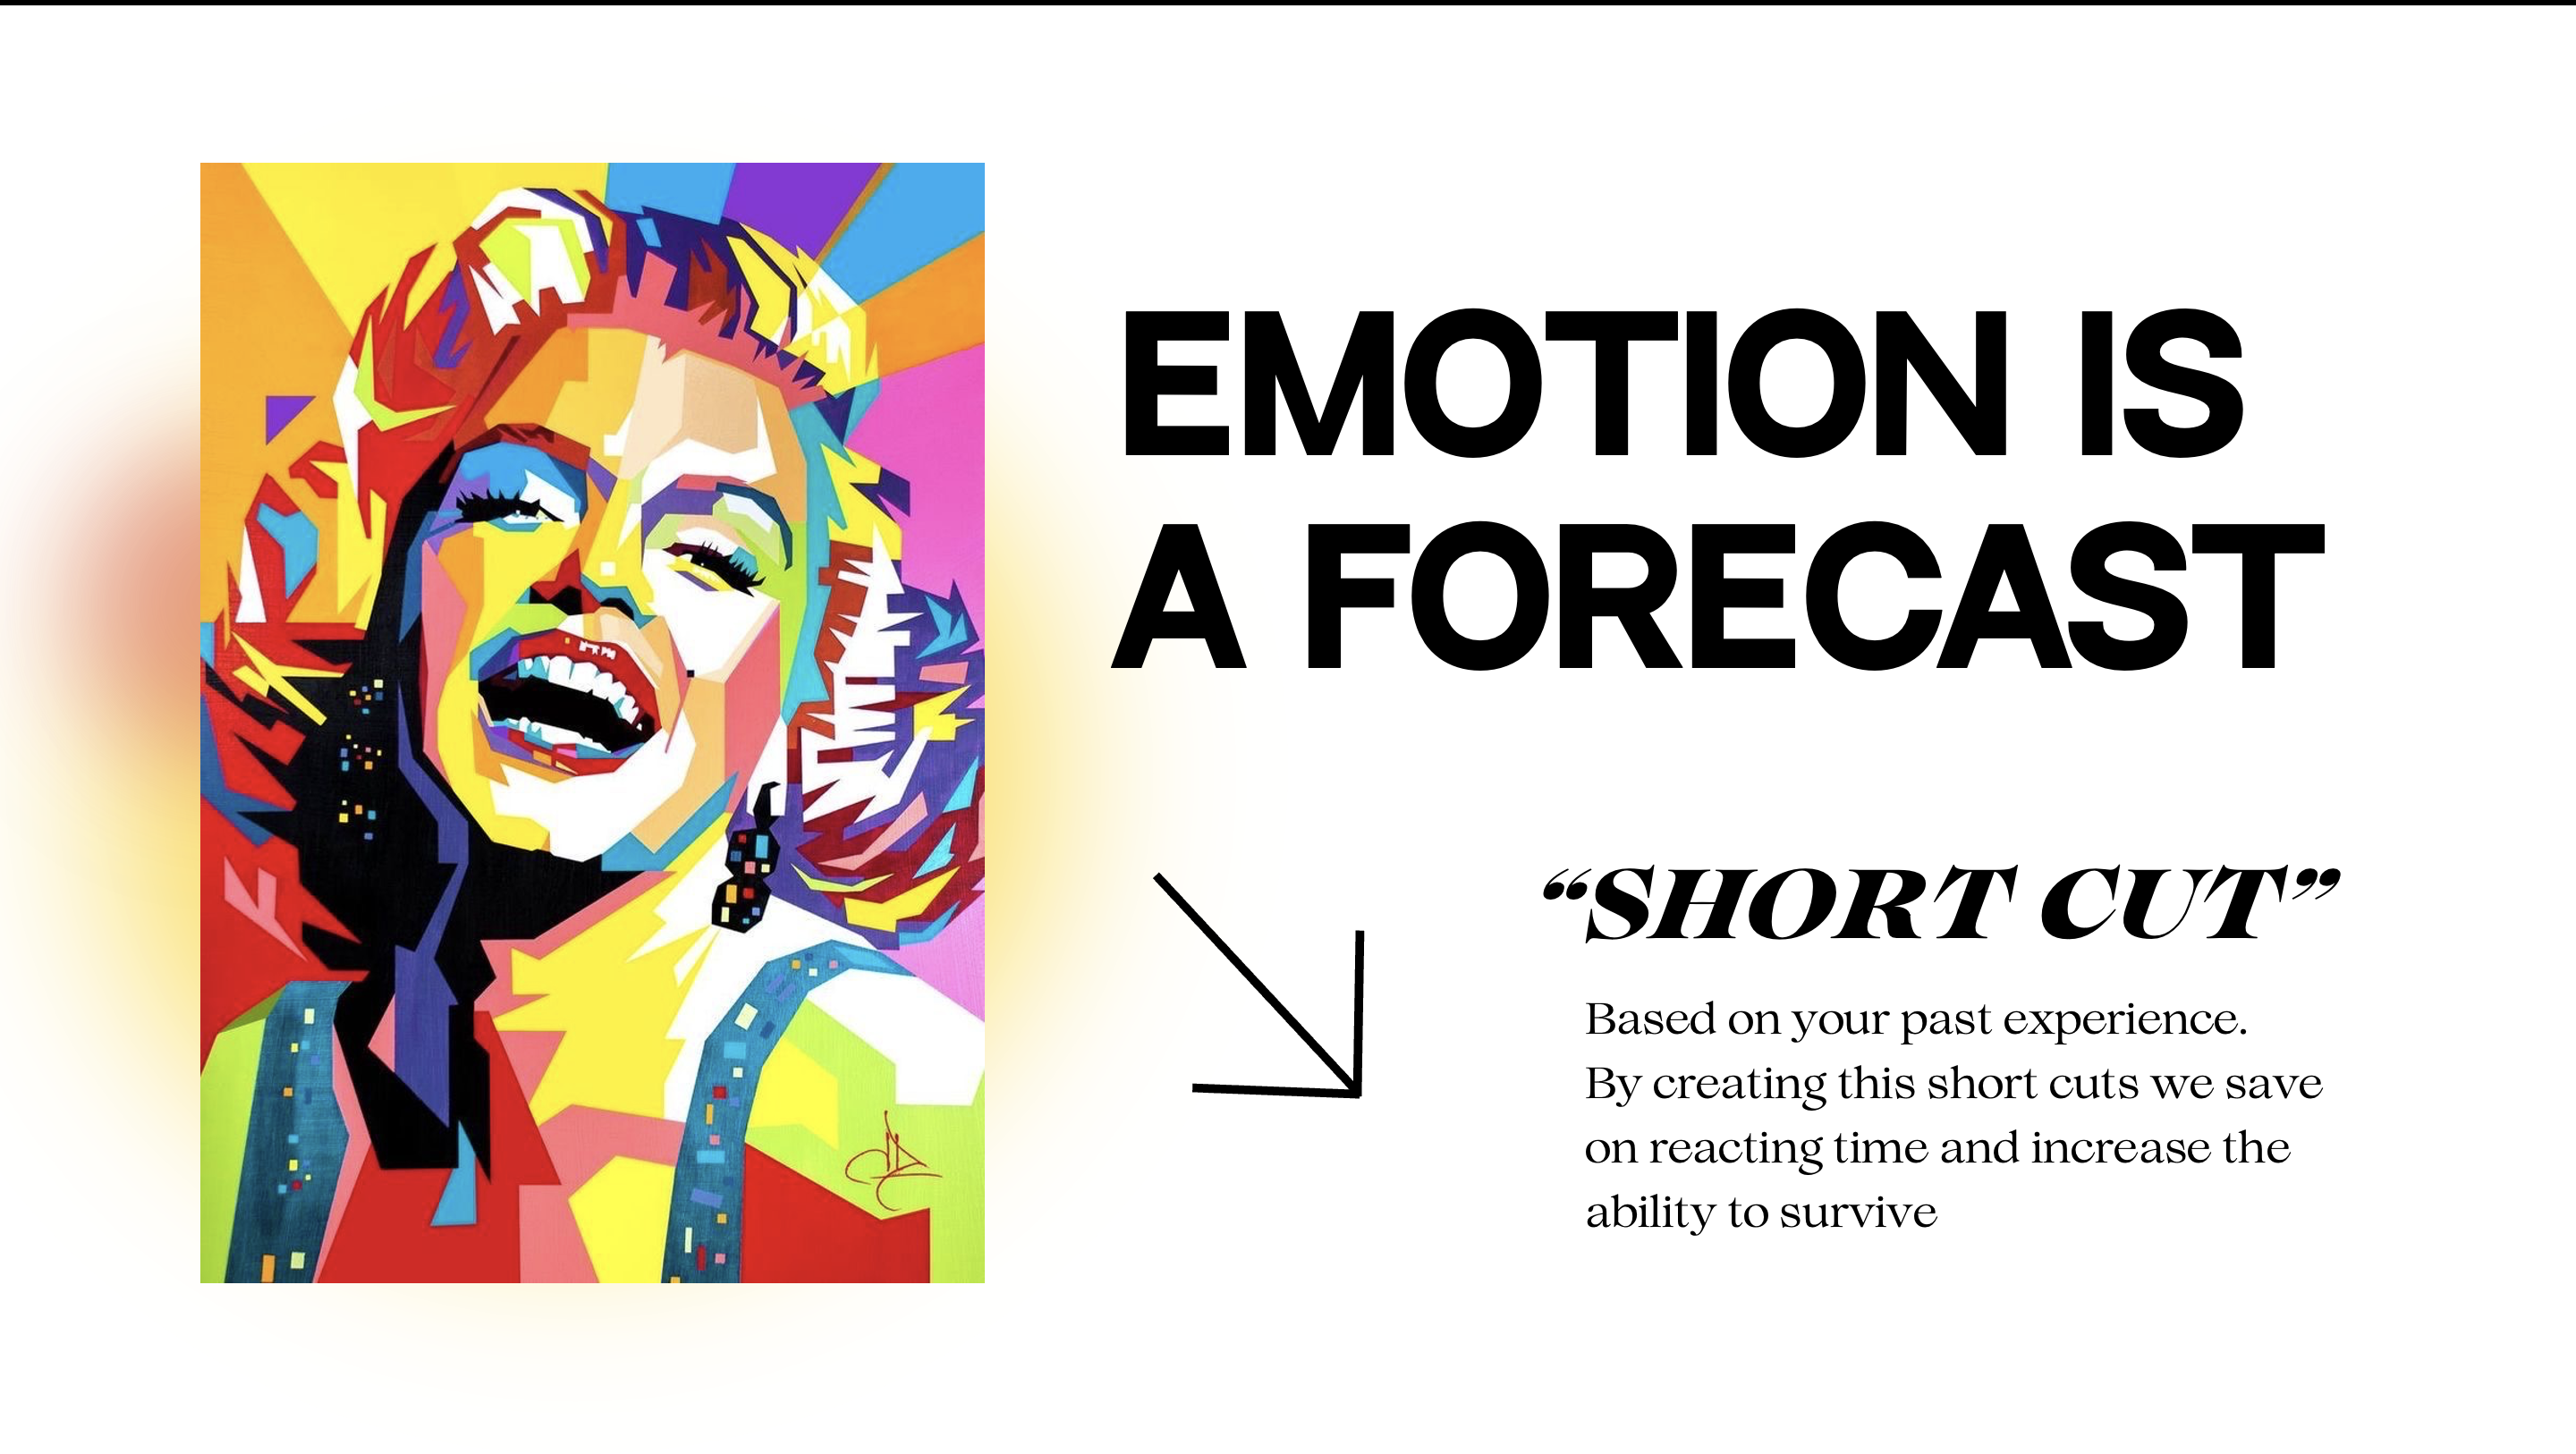 EMOTION IS
A FORECAST
“SHORT CUT”
Based on your past experience.
By creating this short cuts we save
on reacting time and increase the
ability to survive